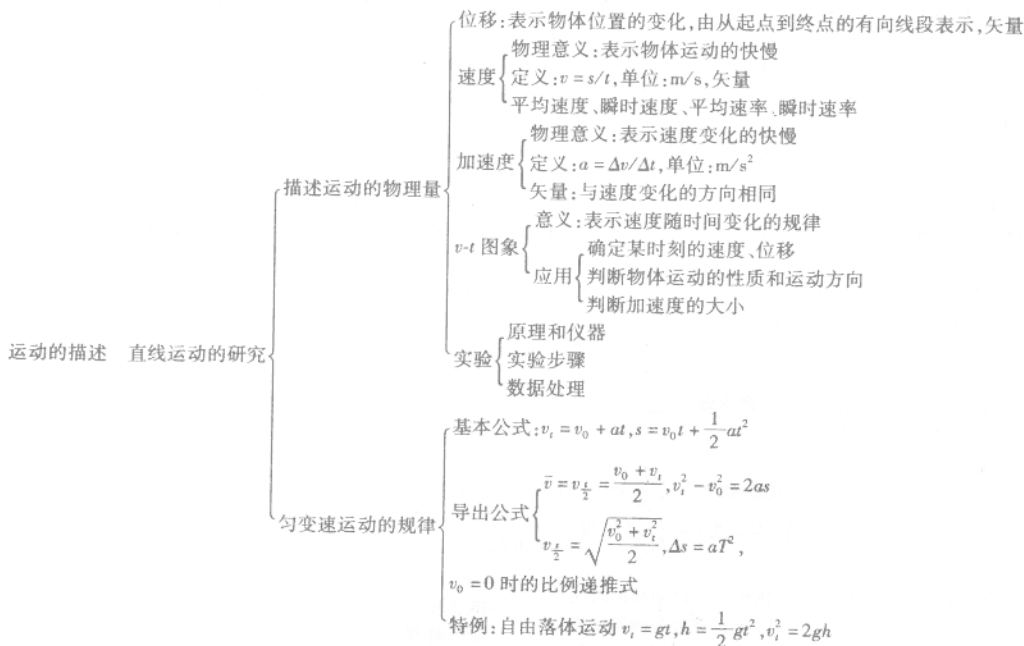 位移:表示物体位置的变化,由从起点到终点的有向线段表示,矢量
物理意义:表示物体运动的快慢
速度
定义:v=s/t,单位:m/s,矢量
平均速度、瞬时速度、平均速率、瞬时速率
物理意义:表示速度变化的快慢
加速度
定义:a=Δv/Δt,单位:m/s²
矢量:与速度变化的方向相同
描述运动的物理量
意义:表示速度随时间变化的规律
v-t 图象
确定某时刻的速度、位移
应用
判断物体运动的性质和运动方向
判断加速度的大小
原理和仪器
实验
实验步骤
数据处理
运动的描述 直线运动的研究
基本公式:vₜ=v₀+at,s=v₀t+1/2at²
v̄=v_{t/2}=(v₀+vₜ)/2,vₜ²-v₀²=2as
导出公式
v_{s/2}=√((v₀²+vₜ²)/2),Δs=aT²,
匀变速运动的规律
v₀=0 时的比例递推式
特例:自由落体运动 vₜ=gt,h=1/2gt²,vₜ²=2gh